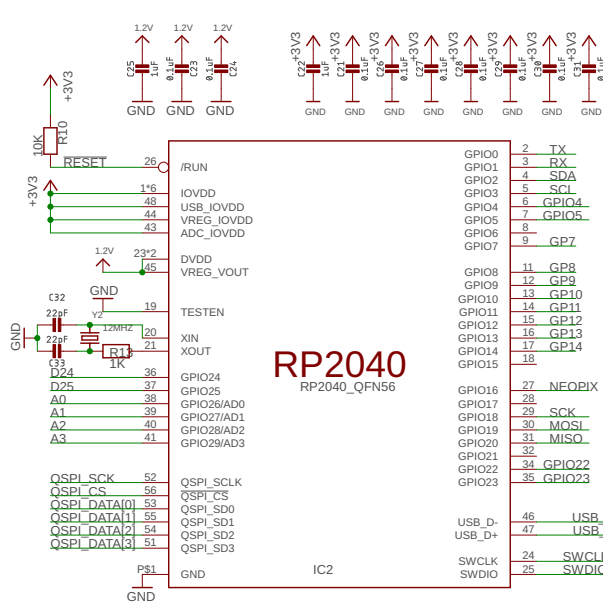 1.2V 1.2V 1.2V +3V3 +3V3 +3V3 +3V3 +3V3 +3V3 +3V3 +3V3
C25 1uF C23 0.1uF C24 0.1uF C22 1uF C21 0.1uF C26 0.1uF C27 0.1uF C28 0.1uF C29 0.1uF C30 0.1uF C31 0.1uF
GND GND GND GND GND GND GND GND GND GND GND
+3V3
10K R10
RESET 26 /RUN
+3V3
1*6 IOVDD
48 USB_IOVDD
44 VREG_IOVDD
43 ADC_IOVDD
1.2V
23*2 DVDD
45 VREG_VOUT
GND
19 TESTEN
C32
22pF
Y2
12MHZ
GND
22pF
C33
R13
1K
20 XIN
21 XOUT
D24 36 GPIO24
D25 37 GPIO25
A0 38 GPIO26/AD0
A1 39 GPIO27/AD1
A2 40 GPIO28/AD2
A3 41 GPIO29/AD3
QSPI_SCK 52 QSPI_SCLK
QSPI_CS 56 QSPI_CS
QSPI_DATA[0] 53 QSPI_SD0
QSPI_DATA[1] 55 QSPI_SD1
QSPI_DATA[2] 54 QSPI_SD2
QSPI_DATA[3] 51 QSPI_SD3
P$1 GND
GND
RP2040
RP2040_QFN56
IC2
GPIO0 2 TX
GPIO1 3 RX
GPIO2 4 SDA
GPIO3 5 SCL
GPIO4 6 GPIO4
GPIO5 7 GPIO5
GPIO6 8
GPIO7 9 GP7
GPIO8 11 GP8
GPIO9 12 GP9
GPIO10 13 GP10
GPIO11 14 GP11
GPIO12 15 GP12
GPIO13 16 GP13
GPIO14 17 GP14
GPIO15 18
GPIO16 27 NEOPIX
GPIO17 28
GPIO18 29 SCK
GPIO19 30 MOSI
GPIO20 31 MISO
GPIO21 32
GPIO22 34 GPIO22
GPIO23 35 GPIO23
USB_D- 46 USB_
USB_D+ 47 USB_
SWCLK 24 SWCL
SWDIO 25 SWDIO